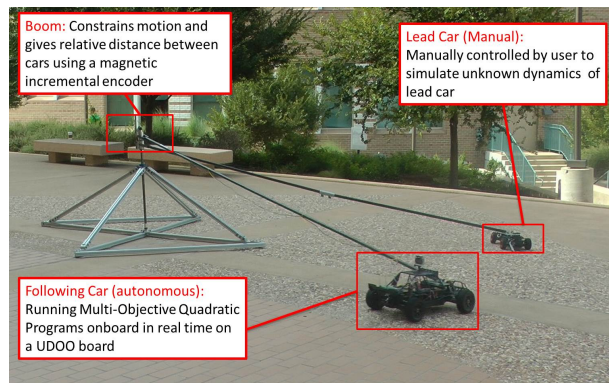 Boom: Constrains motion and
gives relative distance between
cars using a magnetic
incremental encoder
Lead Car (Manual):
Manually controlled by user to
simulate unknown dynamics of
lead car
Following Car (autonomous):
Running Multi-Objective Quadratic
Programs onboard in real time on
a UDOO board